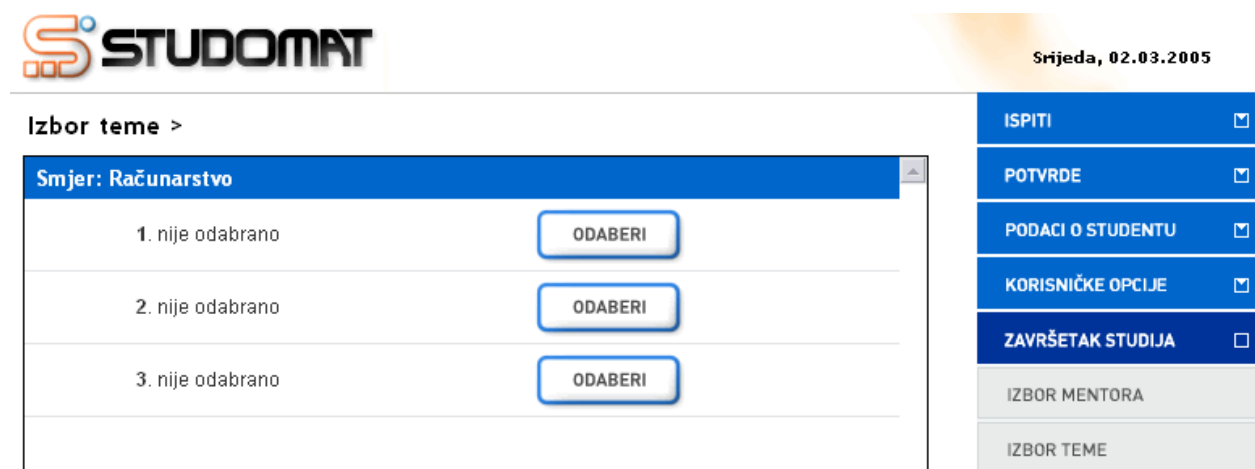 STUDOMAT
Srijeda, 02.03.2005
Izbor teme >
Smjer: Računarstvo
1. nije odabrano ODABERI
2. nije odabrano ODABERI
3. nije odabrano ODABERI
ISPITI
POTVRDE
PODACI O STUDENTU
KORISNIČKE OPCIJE
ZAVRŠETAK STUDIJA
IZBOR MENTORA
IZBOR TEME